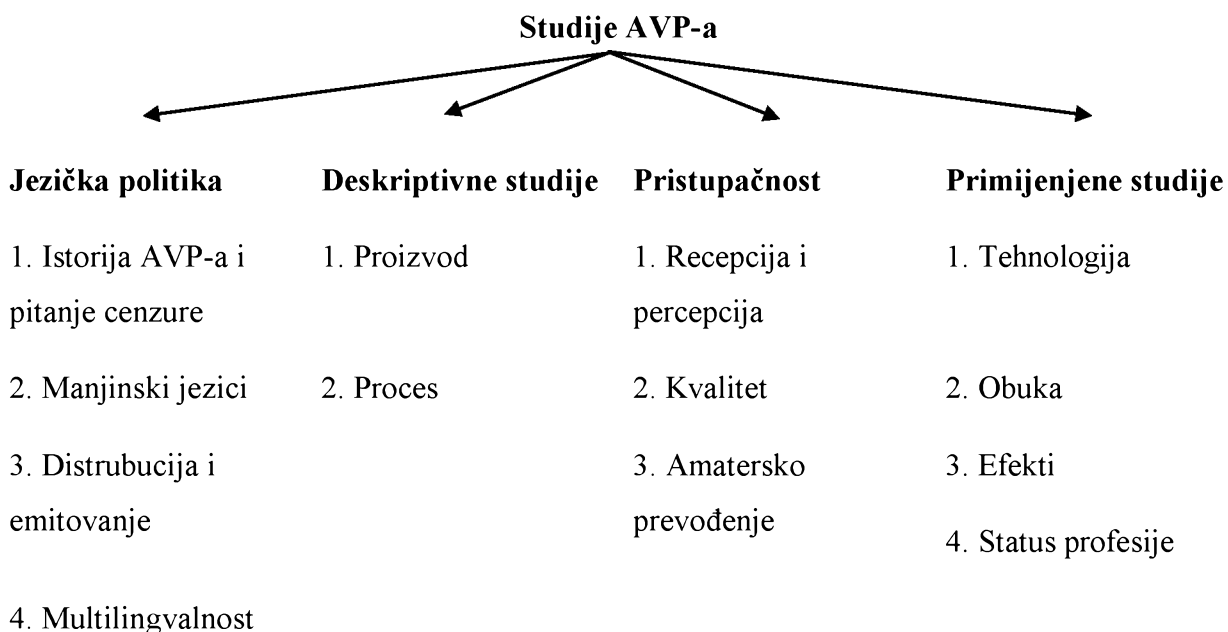 Studije AVP-a
Jezička politika
1. Istorija AVP-a i
pitanje cenzure
2. Manjinski jezici
3. Distrubucija i
emitovanje
4. Multilingvalnost
Deskriptivne studije
1. Proizvod
2. Proces
Pristupačnost
1. Recepcija i
percepcija
2. Kvalitet
3. Amatersko
prevođenje
Primijenjene studije
1. Tehnologija
2. Obuka
3. Efekti
4. Status profesije